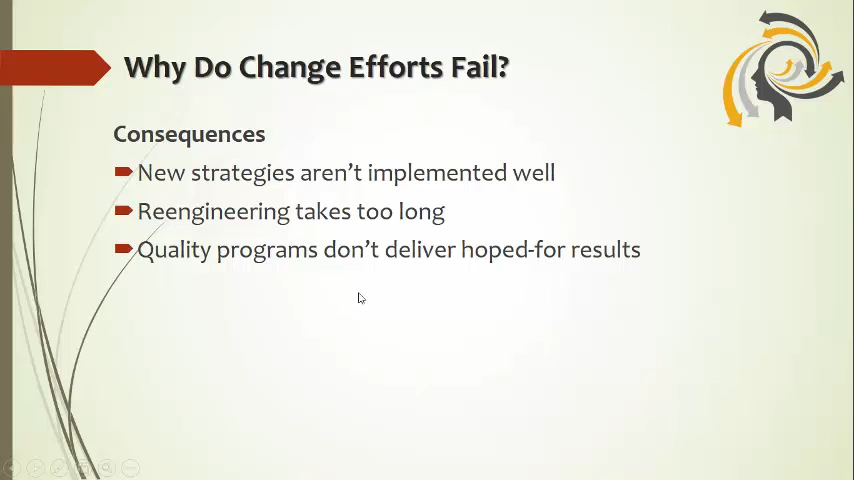 Why Do Change Efforts Fail?
Consequences
New strategies aren’t implemented well
Reengineering takes too long
Quality programs don’t deliver hoped-for results